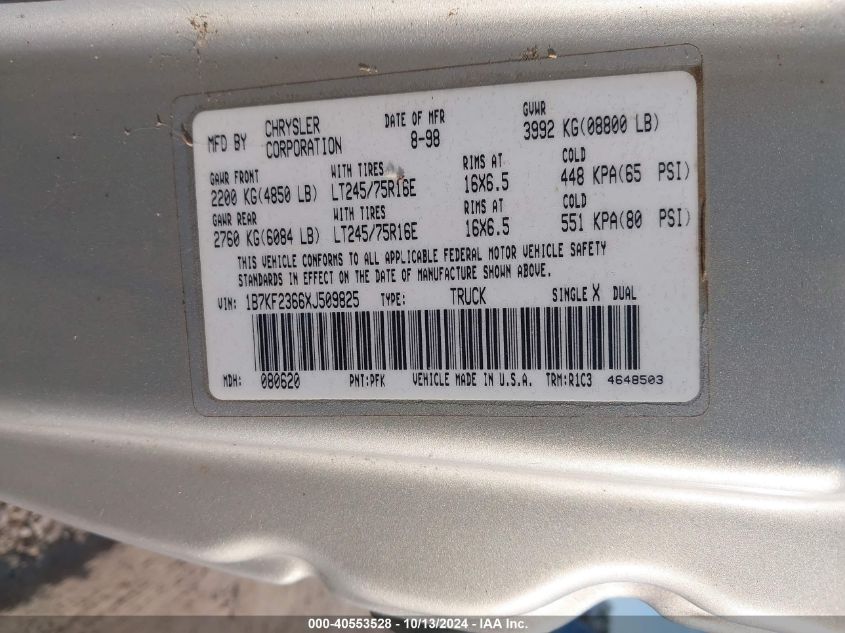 MFD BY CHRYSLER CORPORATION DATE OF MFR 8-98 GVWR 3992 KG(08800 LB)
GAWR FRONT WITH TIRES RIMS AT COLD
2200 KG(4850 LB) LT245/75R16E 16X6.5 448 KPA(65 PSI)
GAWR REAR WITH TIRES RIMS AT COLD
2760 KG(6084 LB) LT245/75R16E 16X6.5 551 KPA(80 PSI)
THIS VEHICLE CONFORMS TO ALL APPLICABLE FEDERAL MOTOR VEHICLE SAFETY
STANDARDS IN EFFECT ON THE DATE OF MANUFACTURE SHOWN ABOVE.
VIN: 1B7KF2366XJ509825 TYPE: TRUCK SINGLE X DUAL
MDH: 080620 PNT:PFK VEHICLE MADE IN U.S.A. TRM:R1C3 4648503
000-40553528 - 10/13/2024 - IAA Inc.